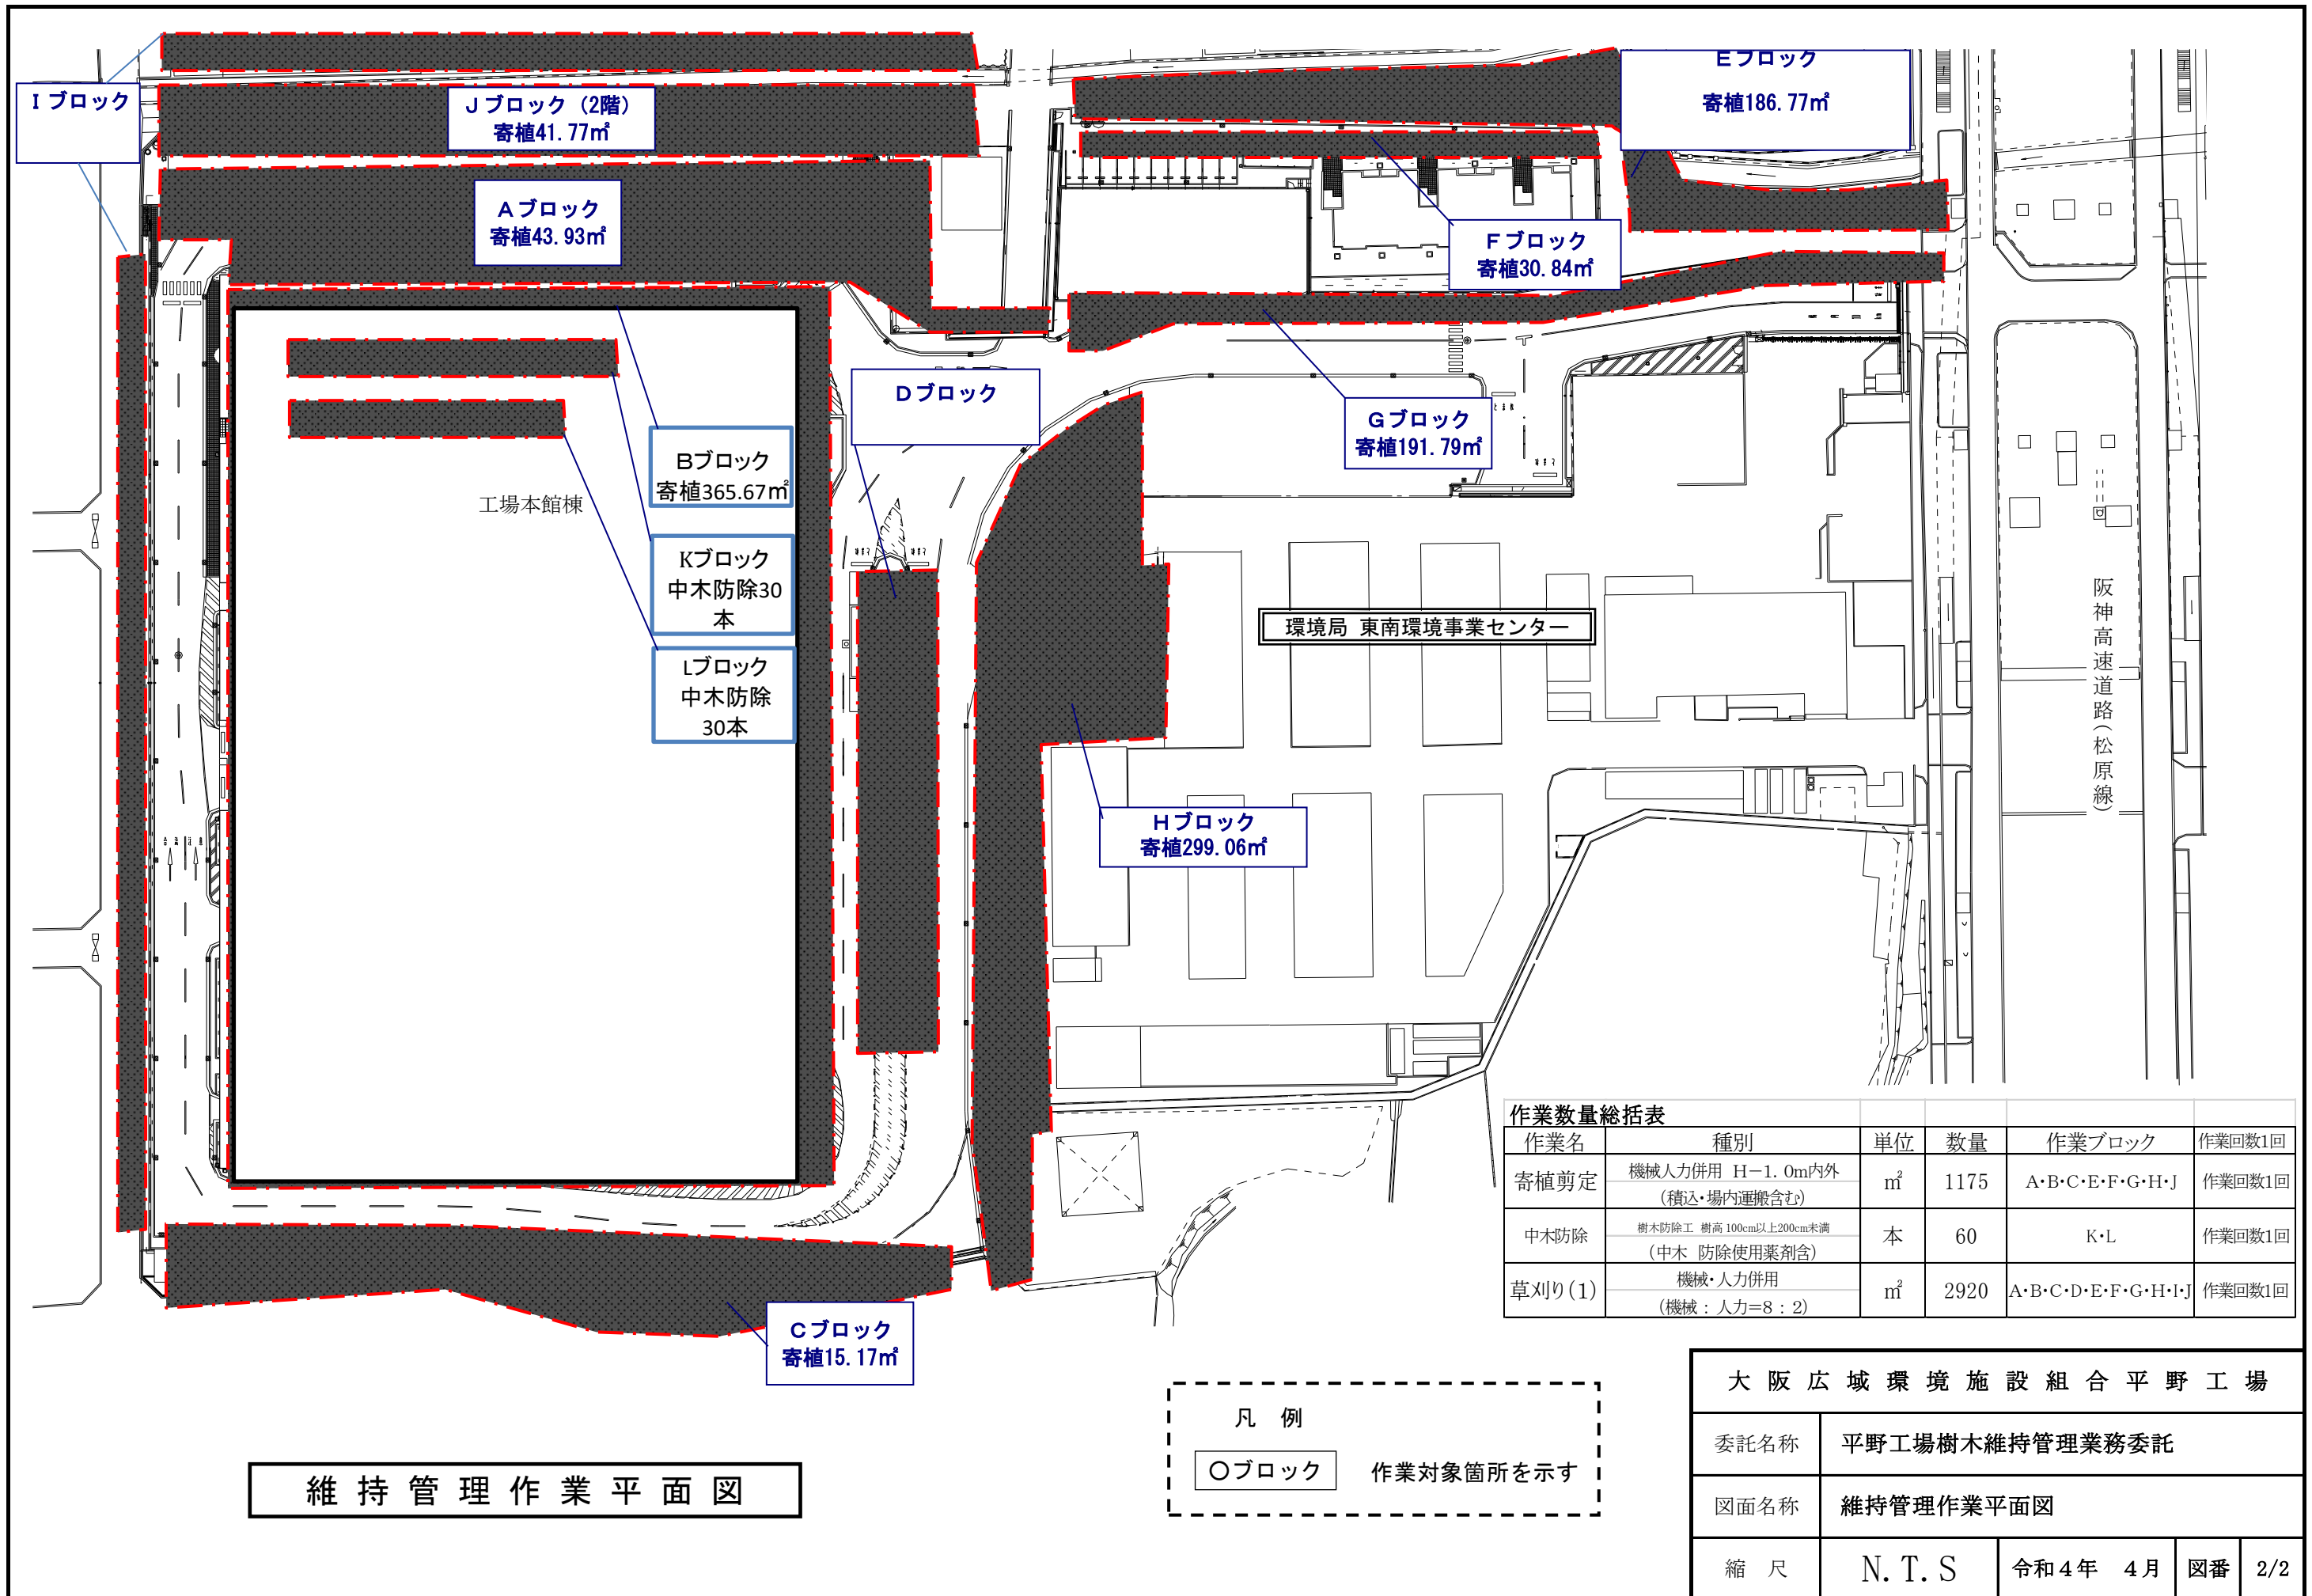 Ｉブロック
Ｊブロック（2階）
寄植41.77㎡
Ｅブロック
寄植186.77㎡
Ａブロック
寄植43.93㎡
Ｆブロック
寄植30.84㎡
Ｄブロック
Ｇブロック
寄植191.79㎡
Bブロック
寄植365.67㎡
工場本館棟
Kブロック
中木防除30
本
Lブロック
中木防除
30本
環境局 東南環境事業センター
阪神高速道路(松原線)
Ｈブロック
寄植299.06㎡
Ｃブロック
寄植15.17㎡
作業数量総括表
作業名 種別 単位 数量 作業ブロック 作業回数1回
寄植剪定 機械人力併用 H－1.0m内外 ㎡ 1175 A・B・C・E・F・G・H・J 作業回数1回
（積込・場内運搬含む）
中木防除 樹木防除工 樹高100cm以上200cm未満 本 60 K・L 作業回数1回
（中木 防除使用薬剤含）
草刈り(1) 機械・人力併用 ㎡ 2920 A・B・C・D・E・F・G・H・I・J 作業回数1回
（機械：人力=8：2）
凡 例
○ブロック 作業対象箇所を示す
維持管理作業平面図
大阪広域環境施設組合平野工場
委託名称 平野工場樹木維持管理業務委託
図面名称 維持管理作業平面図
縮 尺 N.T.S 令和４年 ４月 図番 2/2